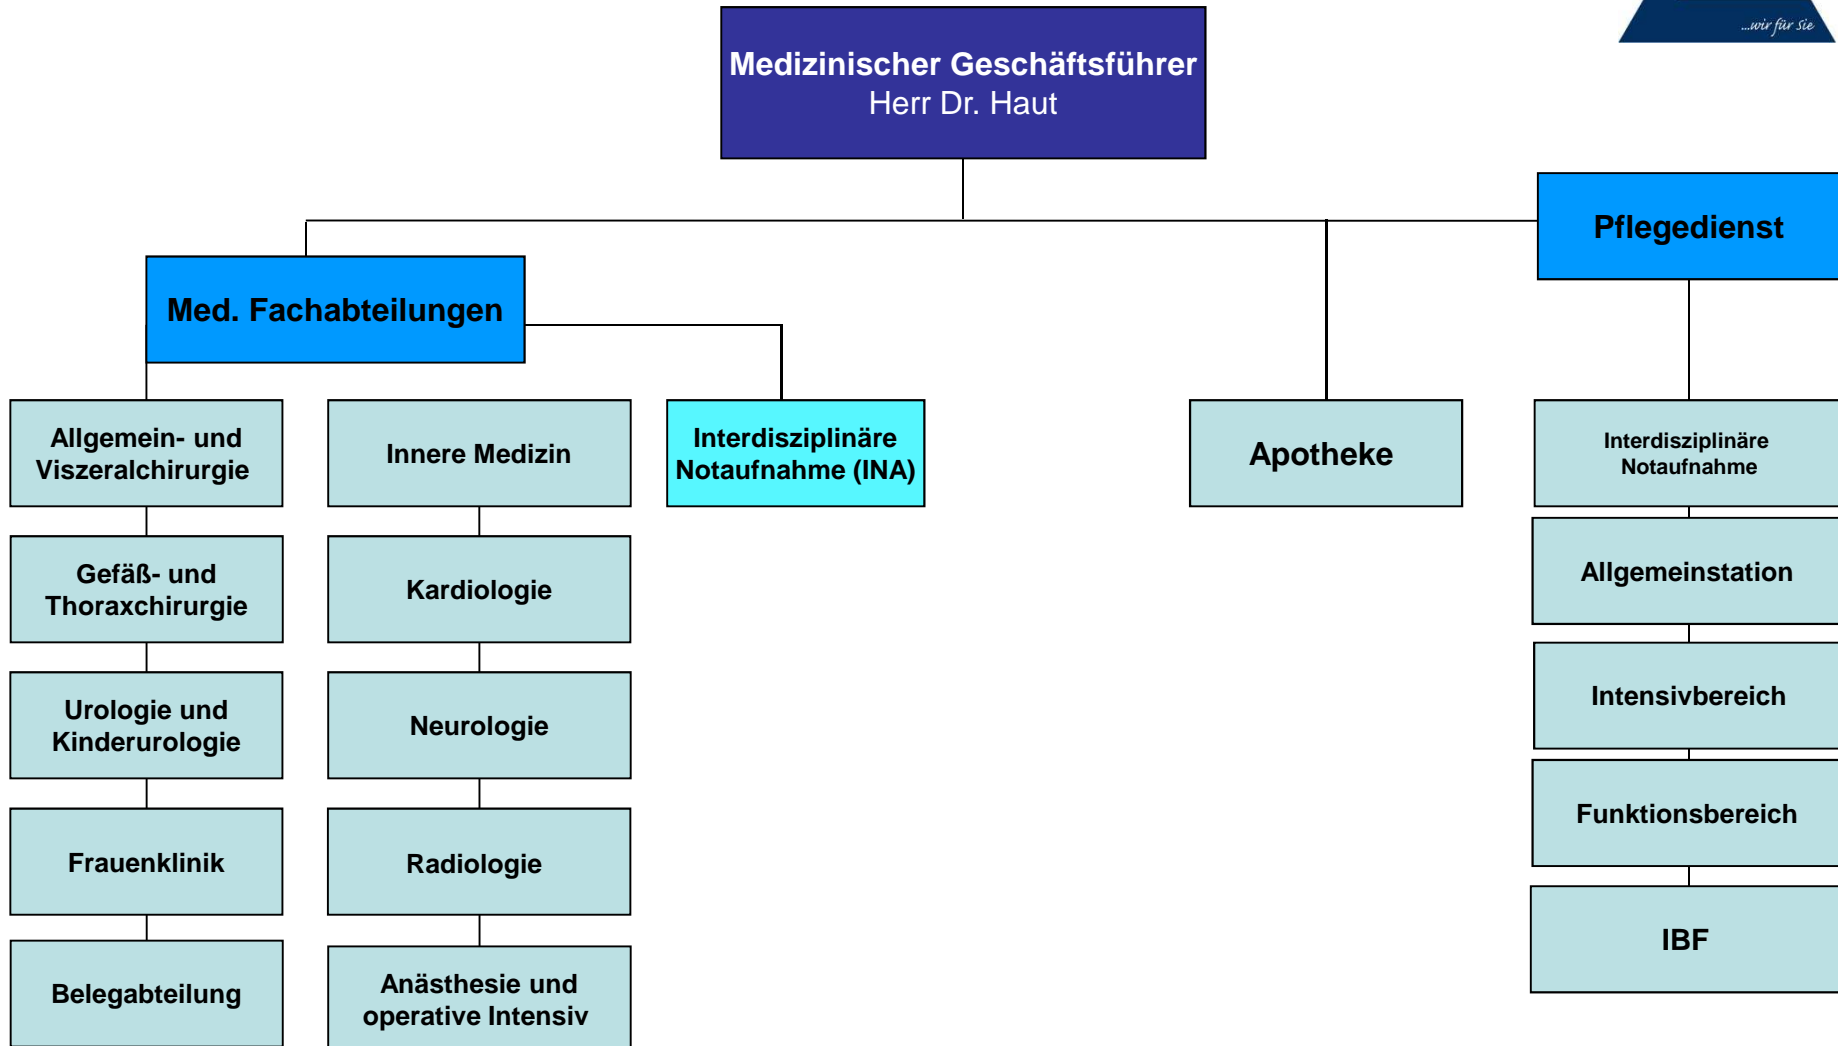 ...wir für Sie
Medizinischer Geschäftsführer
Herr Dr. Haut
Pflegedienst
Med. Fachabteilungen
Allgemein- und
Viszeralchirurgie
Innere Medizin
Interdisziplinäre
Notaufnahme (INA)
Apotheke
Interdisziplinäre
Notaufnahme
Gefäß- und
Thoraxchirurgie
Kardiologie
Allgemeinstation
Urologie und
Kinderurologie
Neurologie
Intensivbereich
Frauenklinik
Radiologie
Funktionsbereich
Belegabteilung
Anästhesie und
operative Intensiv
IBF